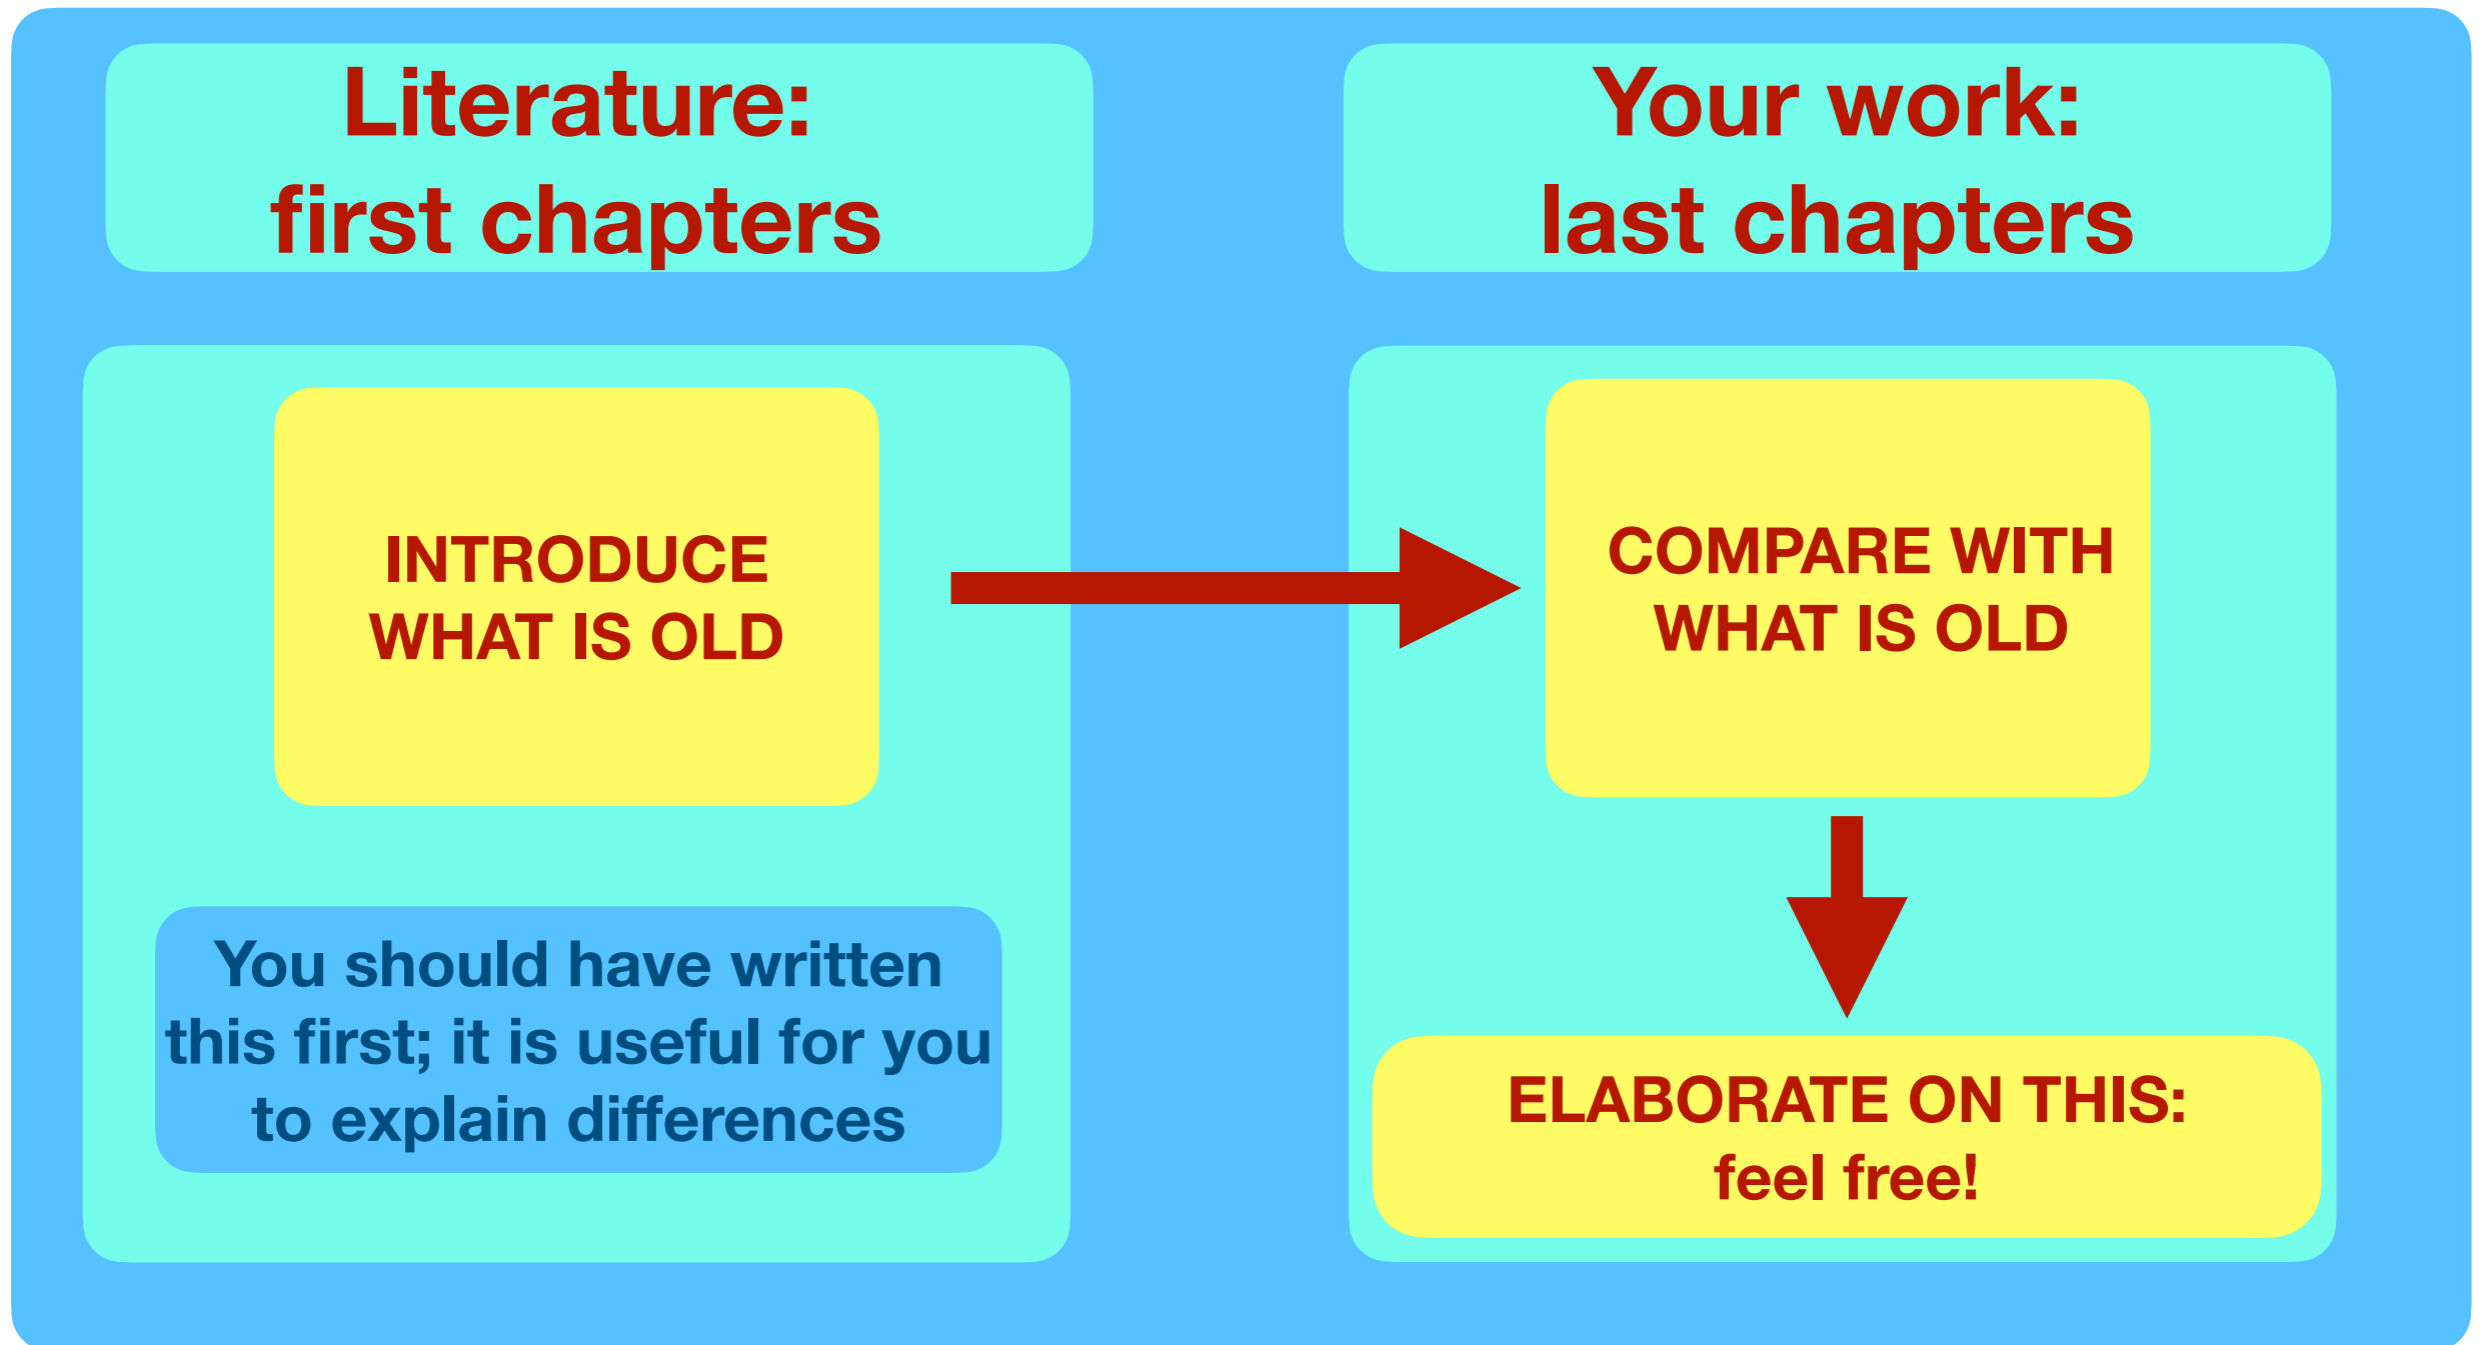 Literature:
first chapters
Your work:
last chapters
INTRODUCE
WHAT IS OLD
You should have written
this first; it is useful for you
to explain differences
COMPARE WITH
WHAT IS OLD
ELABORATE ON THIS:
feel free!